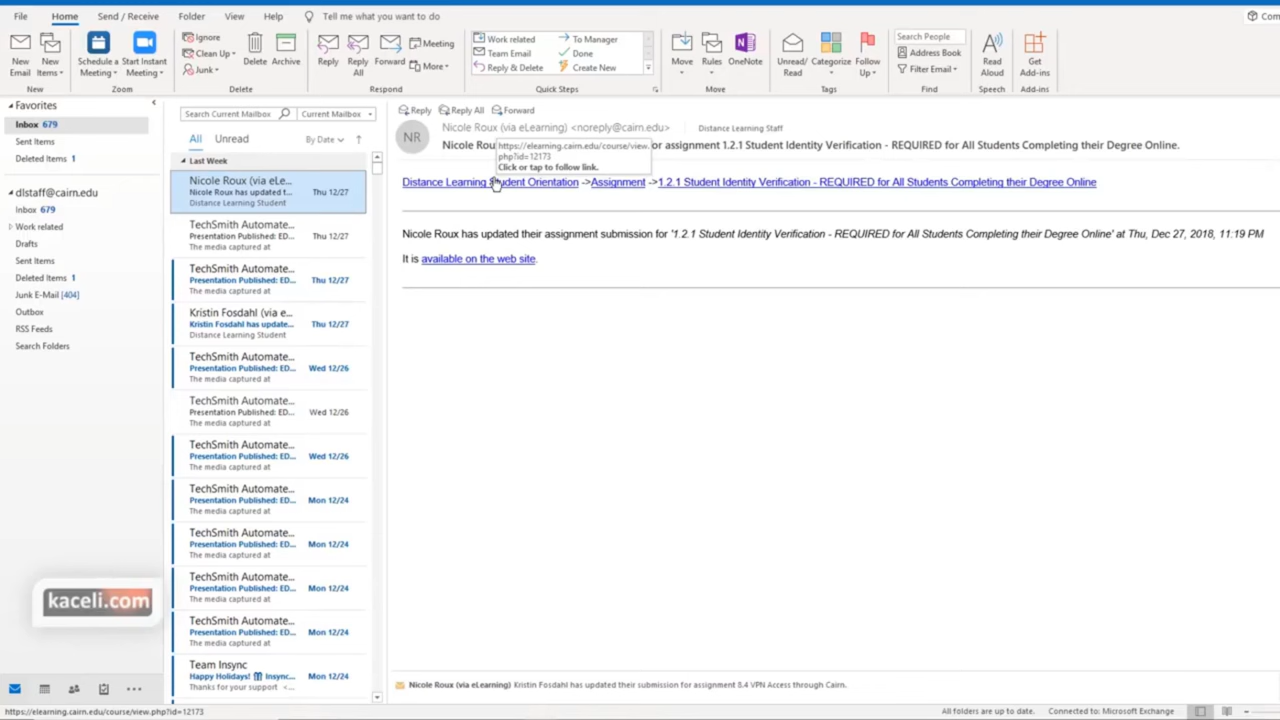 File Home Send / Receive Folder View Help Tell me what you want to do
New Email
New Items
New
Schedule a Meeting
Start Instant Meeting
Zoom
Ignore
Clean Up
Junk
Delete
Archive
Delete
Reply
Reply All
Forward
Meeting
More
Respond
Work related
Team Email
Reply & Delete
To Manager
Done
Create New
Quick Steps
Move
Rules
OneNote
Move
Unread/ Read
Categorize
Follow Up
Tags
Search People
Address Book
Filter Email
Find
Read Aloud
Speech
Get Add-ins
Add-ins
Favorites
Inbox 679
Sent Items
Deleted Items 1
dlstaff@cairn.edu
Inbox 679
Work related
Drafts
Sent Items
Deleted Items 1
Junk E-Mail [404]
Outbox
RSS Feeds
Search Folders
kaceli.com
Search Current Mailbox Current Mailbox
All Unread By Date
Last Week
Nicole Roux (via eLe...
Nicole Roux has updated t... Thu 12/27
Distance Learning Student
TechSmith Automate...
Presentation Published: ED... Thu 12/27
The media captured at
TechSmith Automate...
Presentation Published: ED... Thu 12/27
The media captured at
Kristin Fosdahl (via e...
Kristin Fosdahl has update... Thu 12/27
Distance Learning Student
TechSmith Automate...
Presentation Published: ED... Wed 12/26
The media captured at
TechSmith Automate...
Presentation Published: ED... Wed 12/26
The media captured at
TechSmith Automate...
Presentation Published: ED... Wed 12/26
The media captured at
TechSmith Automate...
Presentation Published: ED... Mon 12/24
The media captured at
TechSmith Automate...
Presentation Published: ED... Mon 12/24
The media captured at
TechSmith Automate...
Presentation Published: ED... Mon 12/24
The media captured at
TechSmith Automate...
Presentation Published: ED... Mon 12/24
The media captured at
Team Insync
Happy Holidays! Insync... Mon 12/24
Thanks for your support <...
Reply Reply All Forward
NR
Nicole Roux (via eLearning) <noreply@cairn.edu> Distance Learning Staff
Nicole Rou or assignment 1.2.1 Student Identity Verification - REQUIRED for All Students Completing their Degree Online.
https://elearning.cairn.edu/course/view.
php?id=12173
Click or tap to follow link.
Distance Learning Student Orientation ->Assignment ->1.2.1 Student Identity Verification - REQUIRED for All Students Completing their Degree Online
Nicole Roux has updated their assignment submission for '1.2.1 Student Identity Verification - REQUIRED for All Students Completing their Degree Online' at Thu, Dec 27, 2018, 11:19 PM
It is available on the web site.
Nicole Roux (via eLearning) Kristin Fosdahl has updated their submission for assignment 8.4 VPN Access through Cairn.
https://elearning.cairn.edu/course/view.php?id=12173 All folders are up to date. Connected to: Microsoft Exchange